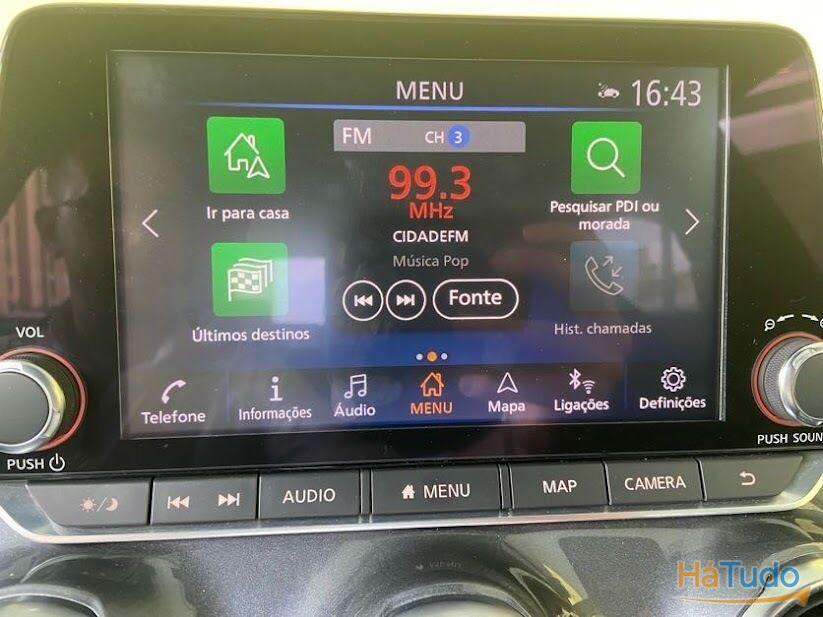 MENU
16:43
FM CH 3
99.3
MHz
CIDADEFM
Música Pop
Fonte
Ir para casa
Últimos destinos
Pesquisar PDI ou
morada
Hist. chamadas
Telefone
Informações
Áudio
MENU
Mapa
Ligações
Definições
VOL
PUSH
PUSH SOUN
AUDIO
MENU
MAP
CAMERA
HáTudo